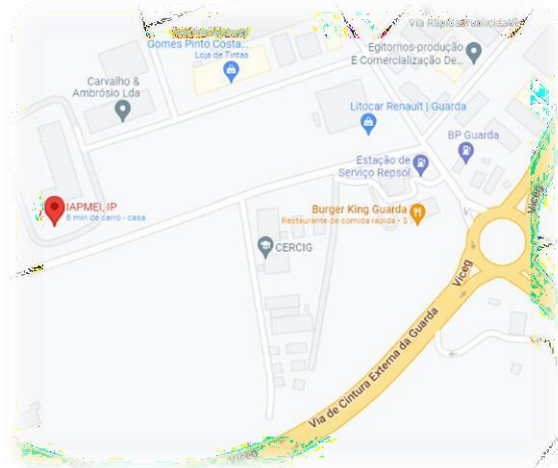 Via Rápida Publicidade
Gomes Pinto Costa...
Loja de Tintas
Egitornos-produção
E Comercialização De...
Carvalho &
Ambrósio Lda
Litocar Renault | Guarda
BP Guarda
Estação de
Serviço Repsol
IAPMEI, IP
8 min de carro - casa
Burger King Guarda
Restaurante de comida rápida • $
CERCIG
Viceg
Viceg
Via de Cintura Externa da Guarda
Viceg